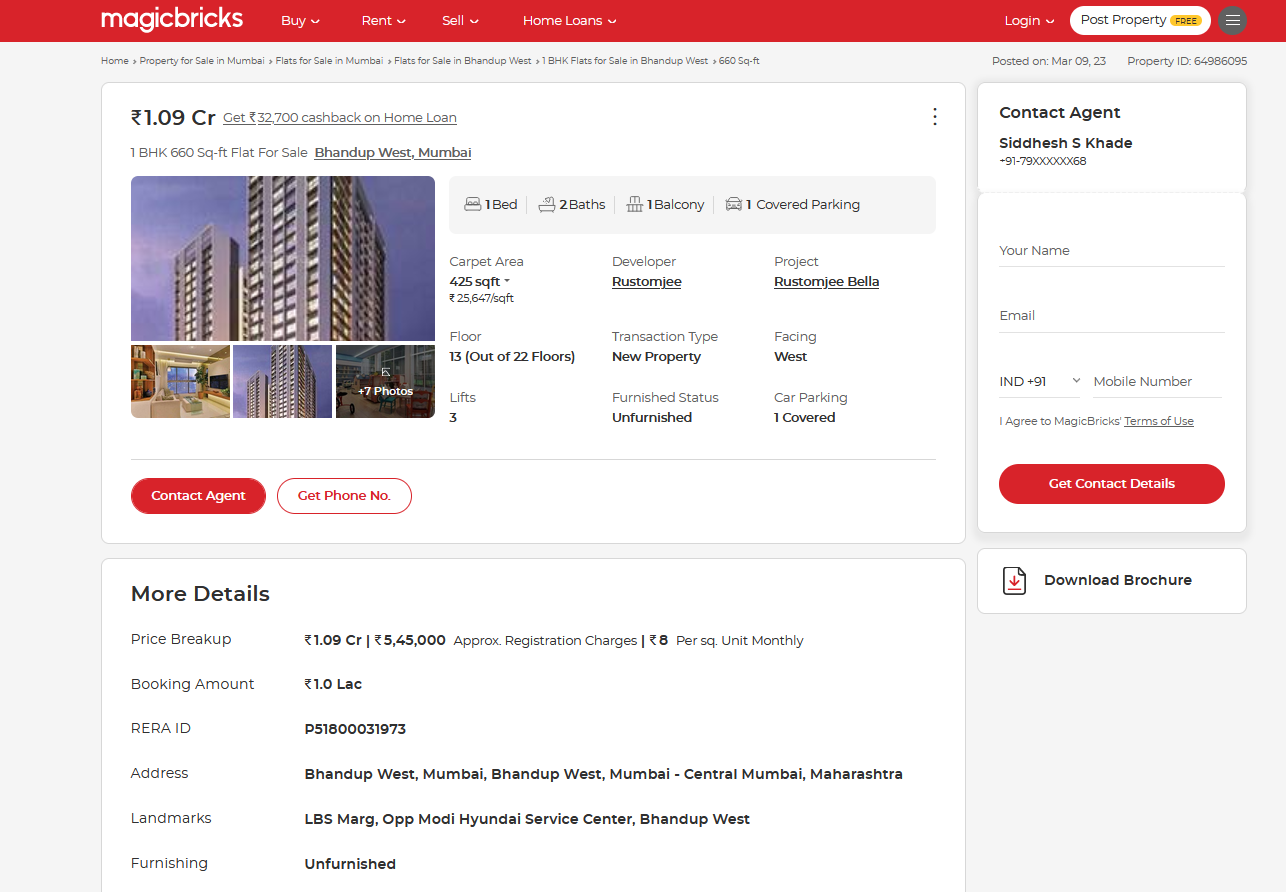 magicbricks
Buy Rent Sell Home Loans Login Post Property FREE
Home › Property for Sale in Mumbai › Flats for Sale in Mumbai › Flats for Sale in Bhandup West › 1 BHK Flats for Sale in Bhandup West › 660 Sq-ft
Posted on: Mar 09, 23 Property ID: 64986095
₹1.09 Cr Get ₹32,700 cashback on Home Loan
1 BHK 660 Sq-ft Flat For Sale Bhandup West, Mumbai
+7 Photos
1 Bed 2 Baths 1 Balcony 1 Covered Parking
Carpet Area Developer Project
425 sqft Rustomjee Rustomjee Bella
₹25,647/sqft
Floor Transaction Type Facing
13 (Out of 22 Floors) New Property West
Lifts Furnished Status Car Parking
3 Unfurnished 1 Covered
Contact Agent Get Phone No.
Contact Agent
Siddhesh S Khade
+91-79XXXXXX68
Your Name
Email
IND +91 Mobile Number
I Agree to MagicBricks' Terms of Use
Get Contact Details
Download Brochure
More Details
Price Breakup ₹1.09 Cr | ₹5,45,000 Approx. Registration Charges | ₹8 Per sq. Unit Monthly
Booking Amount ₹1.0 Lac
RERA ID P51800031973
Address Bhandup West, Mumbai, Bhandup West, Mumbai - Central Mumbai, Maharashtra
Landmarks LBS Marg, Opp Modi Hyundai Service Center, Bhandup West
Furnishing Unfurnished